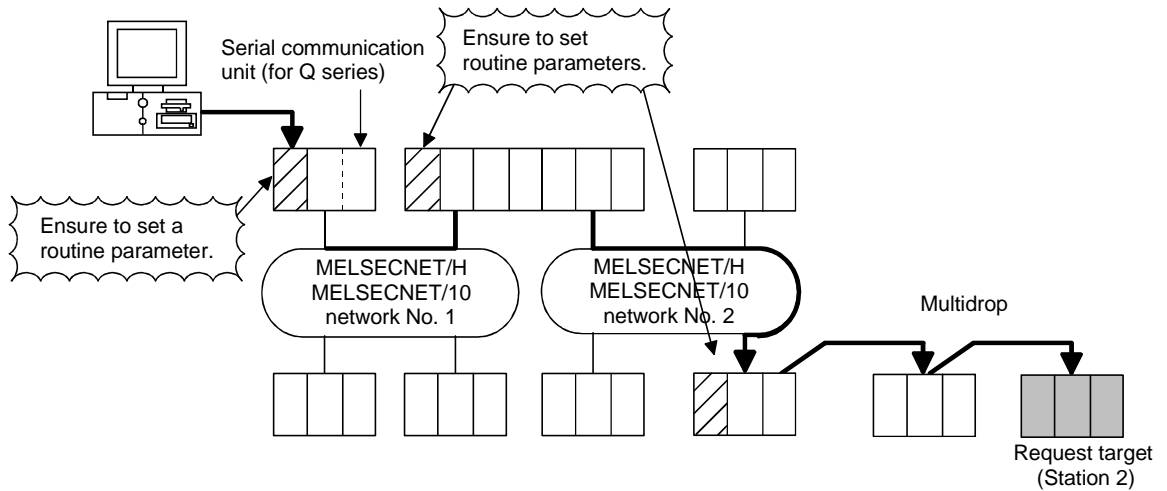 Serial communication
unit (for Q series)
Ensure to set
routine parameters.
Ensure to set a
routine parameter.
MELSECNET/H
MELSECNET/10
network No. 1
MELSECNET/H
MELSECNET/10
network No. 2
Multidrop
Request target
(Station 2)